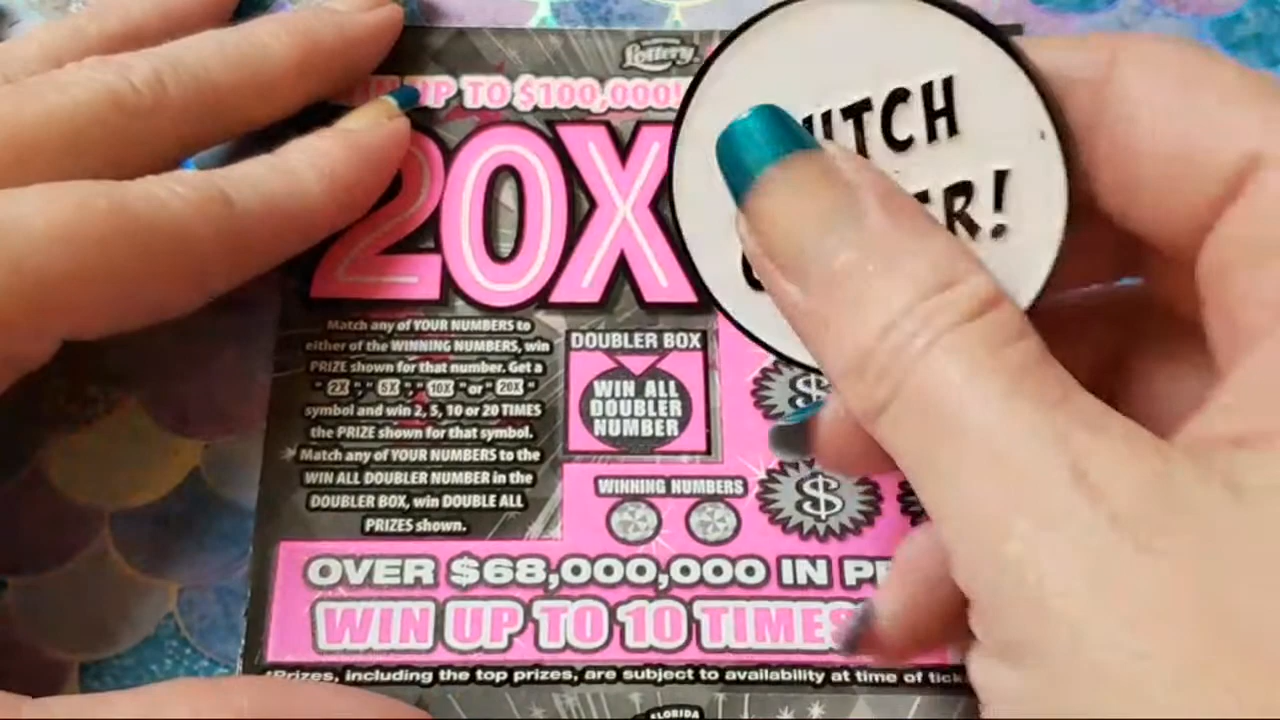 Lottery
UP TO $100,000!
20X
Match any of YOUR NUMBERS to
either of the WINNING NUMBERS, win
PRIZE shown for that number. Get a
"2X", "5X", "10X" or "20X"
symbol and win 2, 5, 10 or 20 TIMES
the PRIZE shown for that symbol.
Match any of YOUR NUMBERS to the
WIN ALL DOUBLER NUMBER in the
DOUBLER BOX, win DOUBLE ALL
PRIZES shown.
DOUBLER BOX
WIN ALL
DOUBLER
NUMBER
WINNING NUMBERS
$
$
OVER $68,000,000 IN
WIN UP TO 10 TIMES
*Prizes, including the top prizes, are subject to availability at time of
FLORIDA